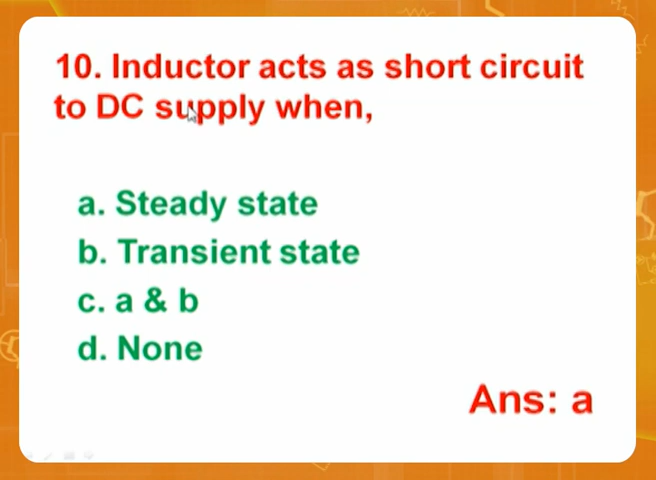 10. Inductor acts as short circuit
to DC supply when,
a. Steady state
b. Transient state
c. a & b
d. None
Ans: a